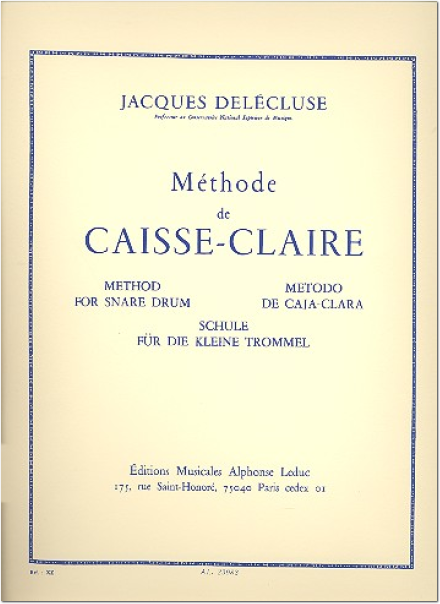 JACQUES DELÉCLUSE
Professeur au Conservatoire National Supérieur de Musique
Méthode
de
CAISSE-CLAIRE
METHOD
FOR SNARE DRUM
METODO
DE CAJA-CLARA
SCHULE
FÜR DIE KLEINE TROMMEL
Éditions Musicales Alphonse Leduc
175, rue Saint-Honoré, 75040 Paris cedex 01